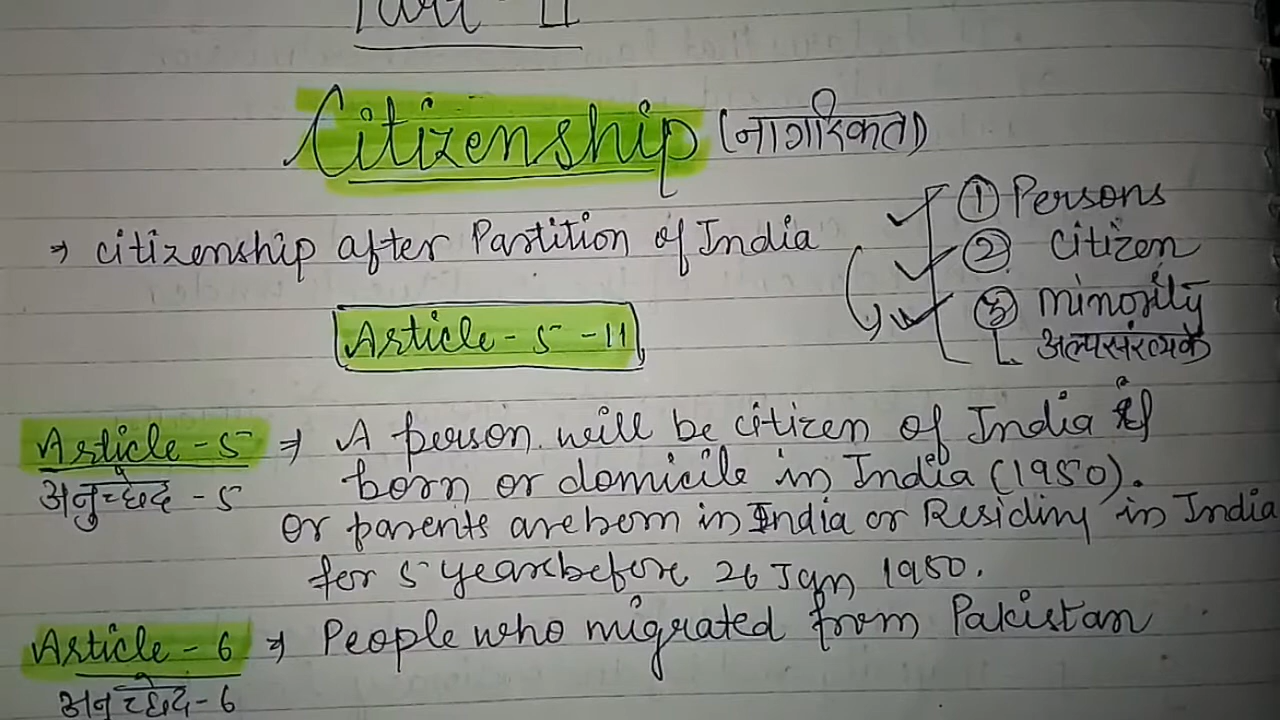 Part - II
Citizenship (नागरिकता)
→ citizenship after Partition of India
① Persons
② citizen
③ minority
अल्पसंख्यक
Article - 5 - 11
Article - 5 ⇒ A person will be citizen of India if
अनुच्छेद - 5 born or domicile in India (1950).
or parents are born in India or Residing in India
for 5 years before 26 Jan 1950.
Article - 6 ⇒ People who migrated from Pakistan
अनुच्छेद - 6